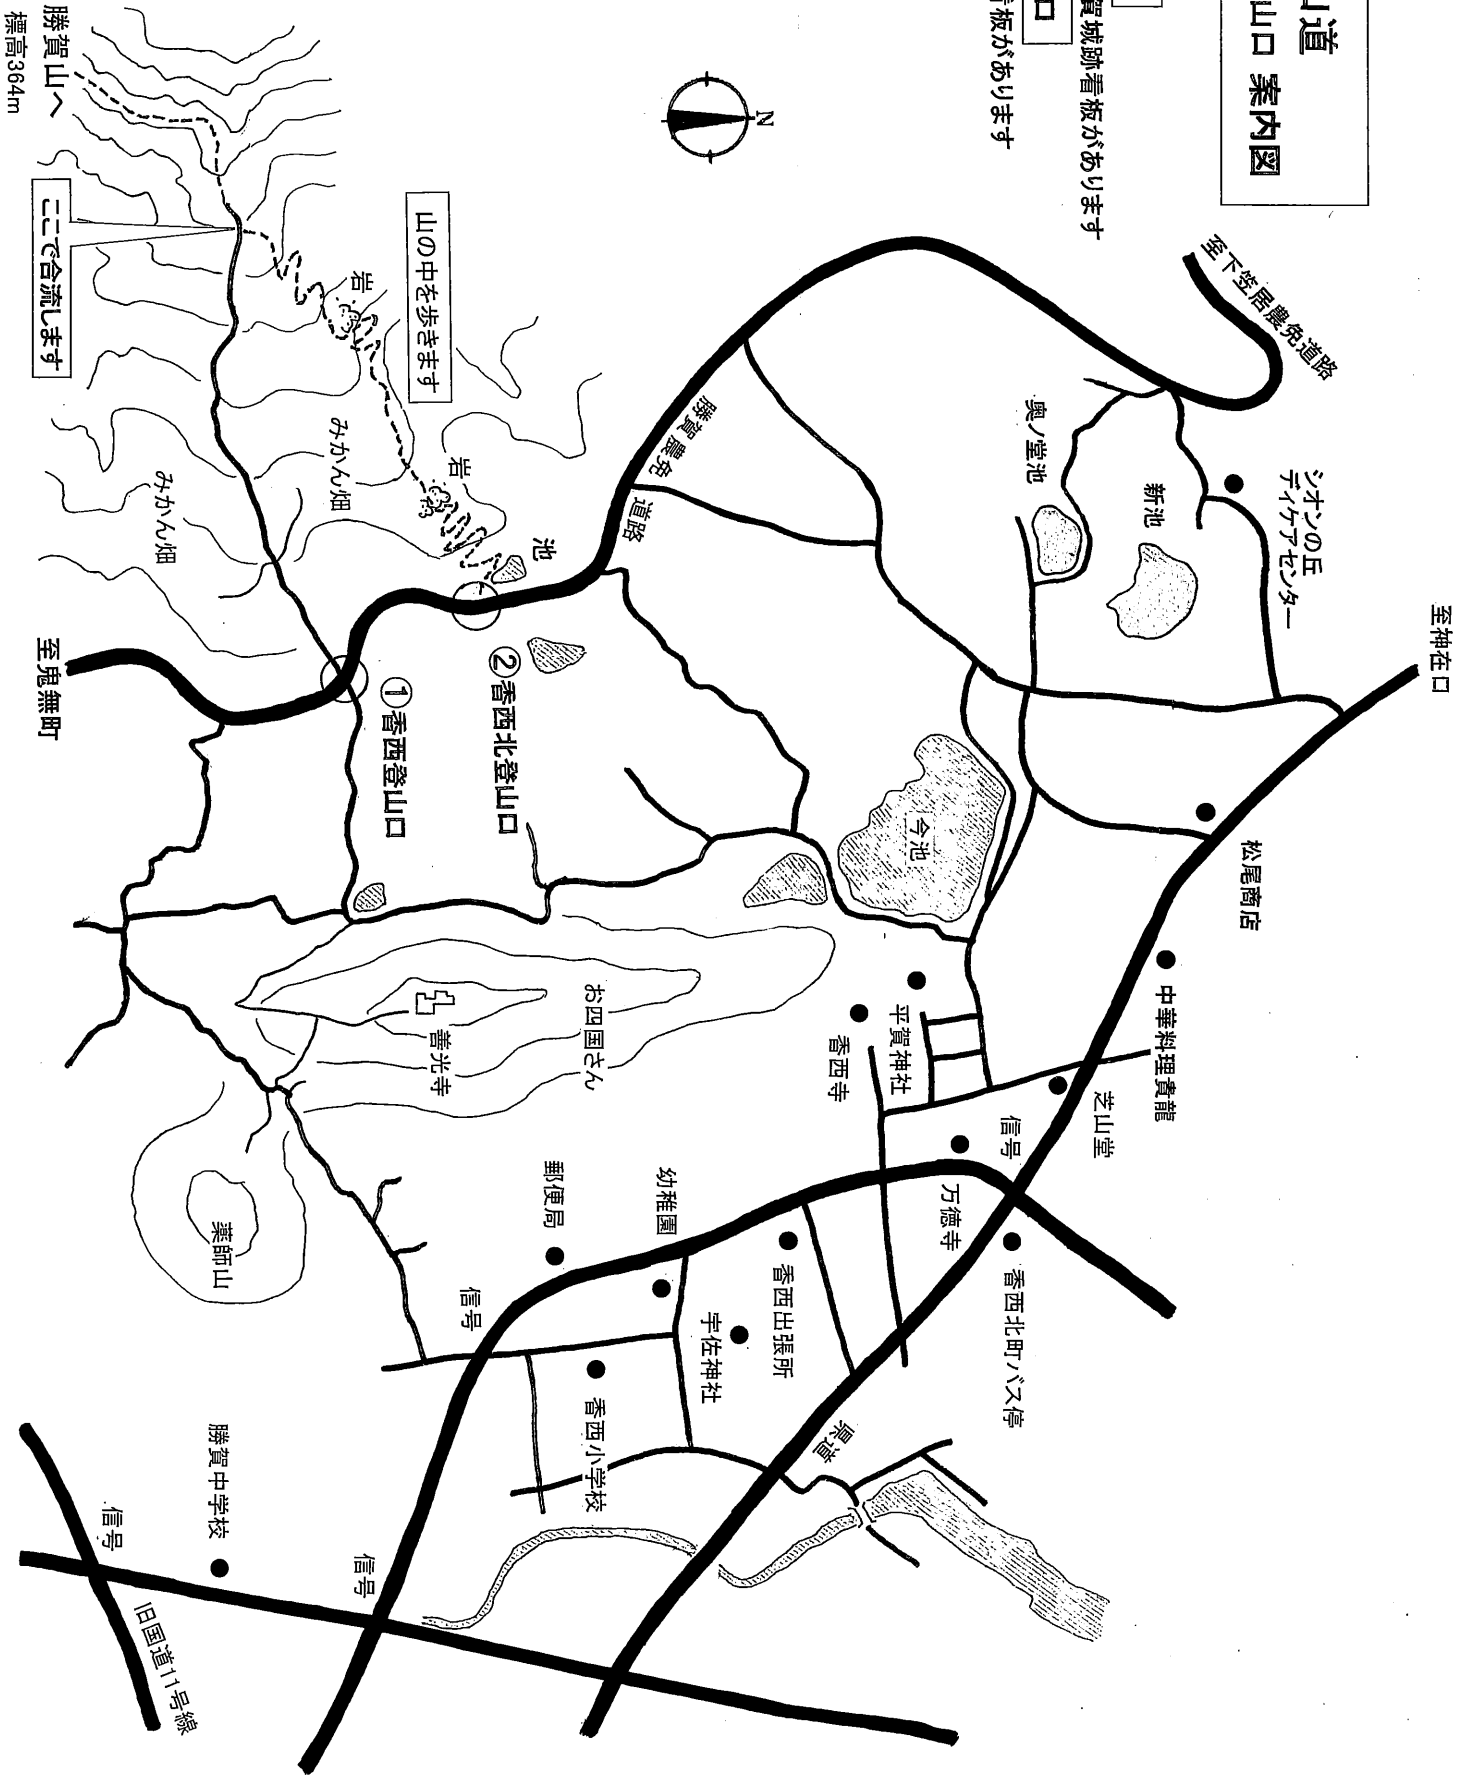 山道
山口 案内図
賀城跡看板があります
口
看板があります
N
至下笠居農免道路
シオンの丘
デイケアセンター
新池
奥ノ堂池
至神在口
松尾商店
中華料理貴龍
芝山堂
信号
香西北町バス停
万徳寺
平賀神社
香西寺
今池
勝賀農免
道路
池
岩
岩
山の中を歩きます
みかん畑
みかん畑
ここで合流します
勝賀山へ
標高364m
②香西北登山口
①香西登山口
至鬼無町
お四国さん
善光寺
薬師山
郵便局
幼稚園
香西出張所
宇佐神社
香西小学校
信号
県道
勝賀中学校
信号
信号
旧国道11号線